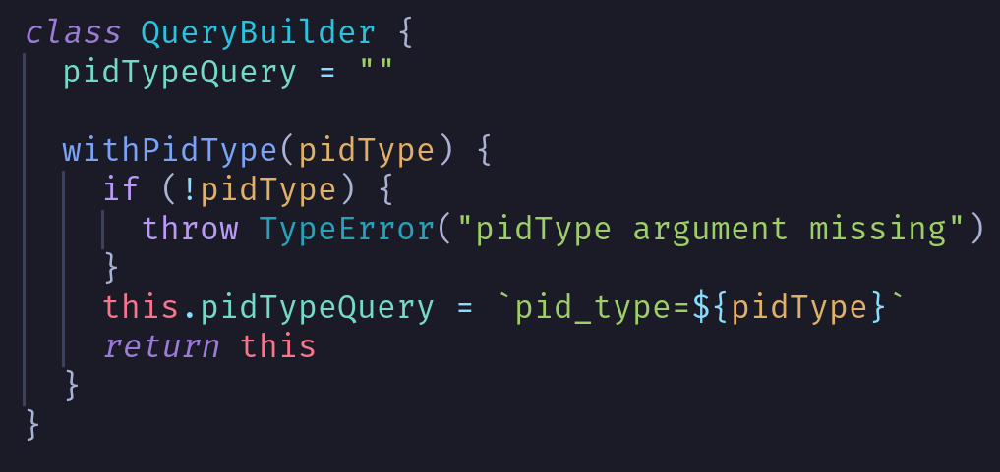 class QueryBuilder {
  pidTypeQuery = ""

  withPidType(pidType) {
    if (!pidType) {
      throw TypeError("pidType argument missing")
    }
    this.pidTypeQuery = `pid_type=${pidType}`
    return this
  }
}